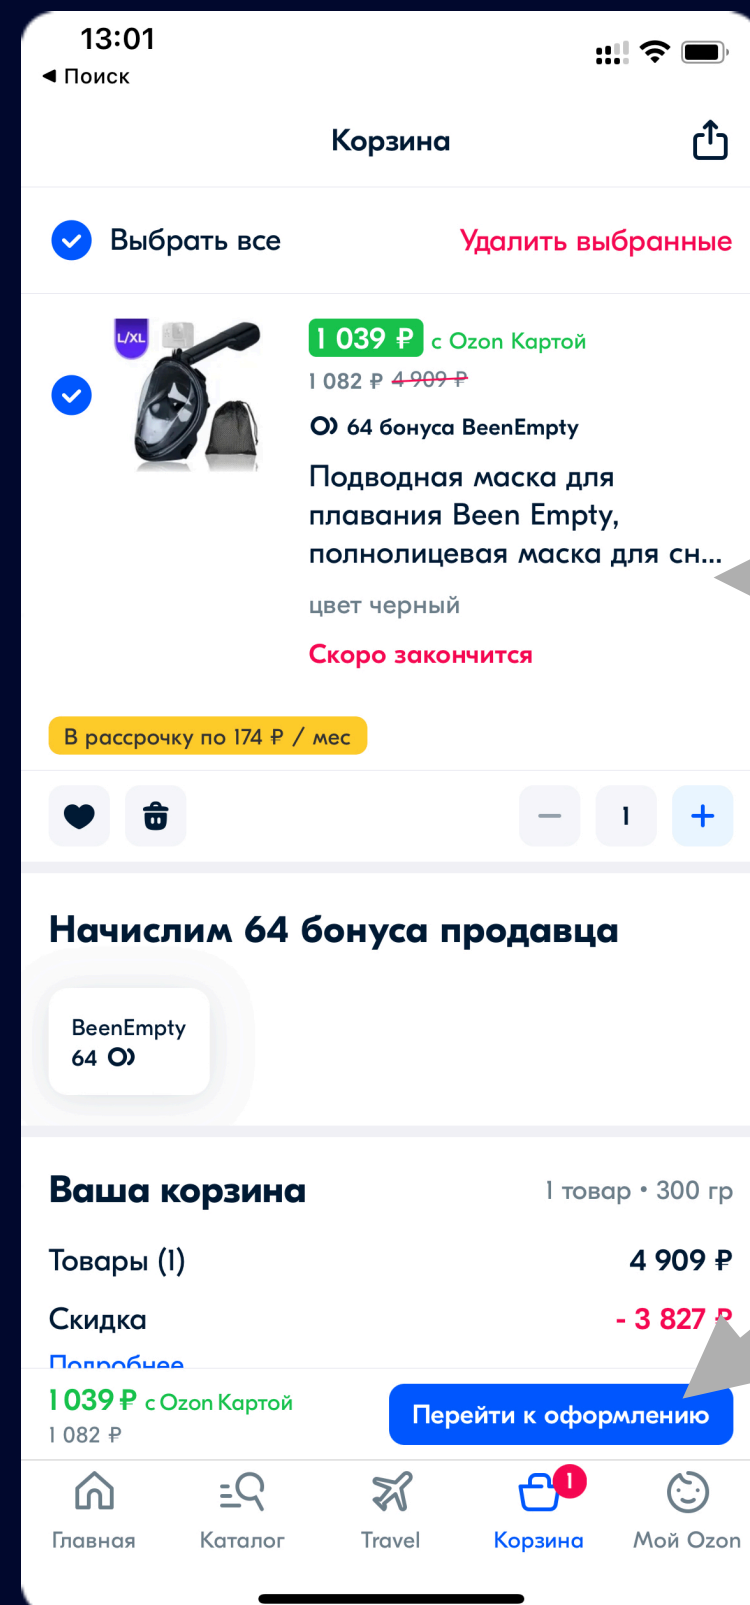 13:01
Поиск
Корзина
Выбрать все
Удалить выбранные
L/XL
1 039 ₽ с Ozon Картой
1 082 ₽ 4 909 ₽
64 бонуса BeenEmpty
Подводная маска для
плавания Been Empty,
полнолицевая маска для сн...
цвет черный
Скоро закончится
В рассрочку по 174 ₽ / мес
1
Начислим 64 бонуса продавца
BeenEmpty
64
Ваша корзина
1 товар • 300 гр
Товары (1)
4 909 ₽
Скидка
- 3 827 ₽
Подробнее
1 039 ₽ с Ozon Картой
1 082 ₽
Перейти к оформлению
1
Главная
Каталог
Travel
Корзина
Мой Ozon